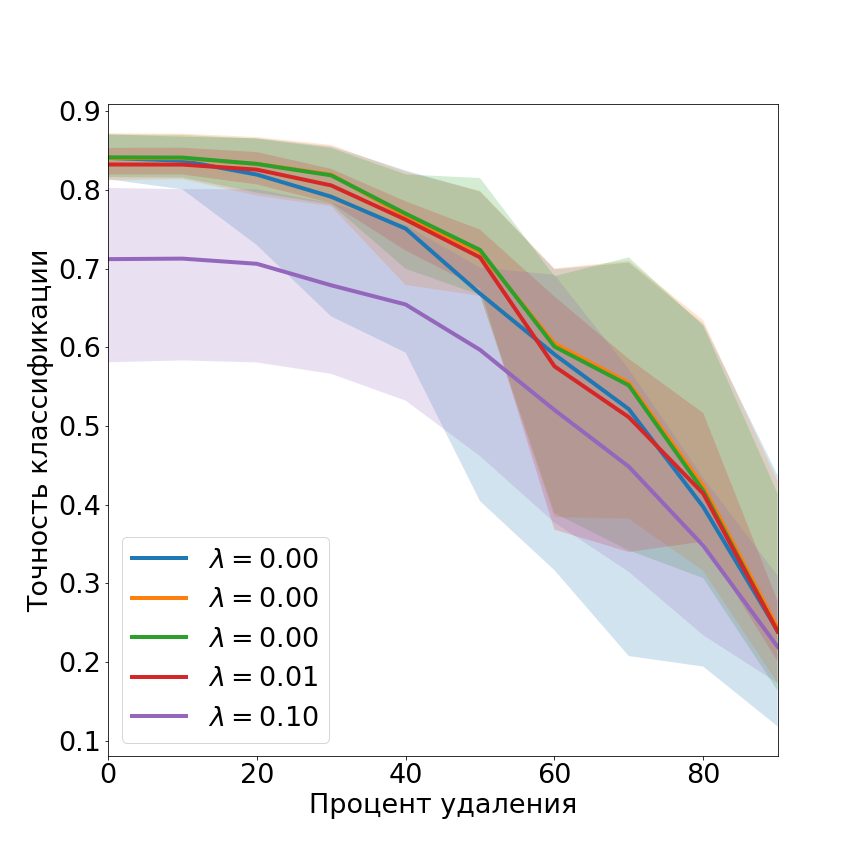 0.9
0.8
0.7
0.6
0.5
0.4
0.3
0.2
0.1
Точность классификации
λ = 0.00
λ = 0.00
λ = 0.00
λ = 0.01
λ = 0.10
0 20 40 60 80
Процент удаления